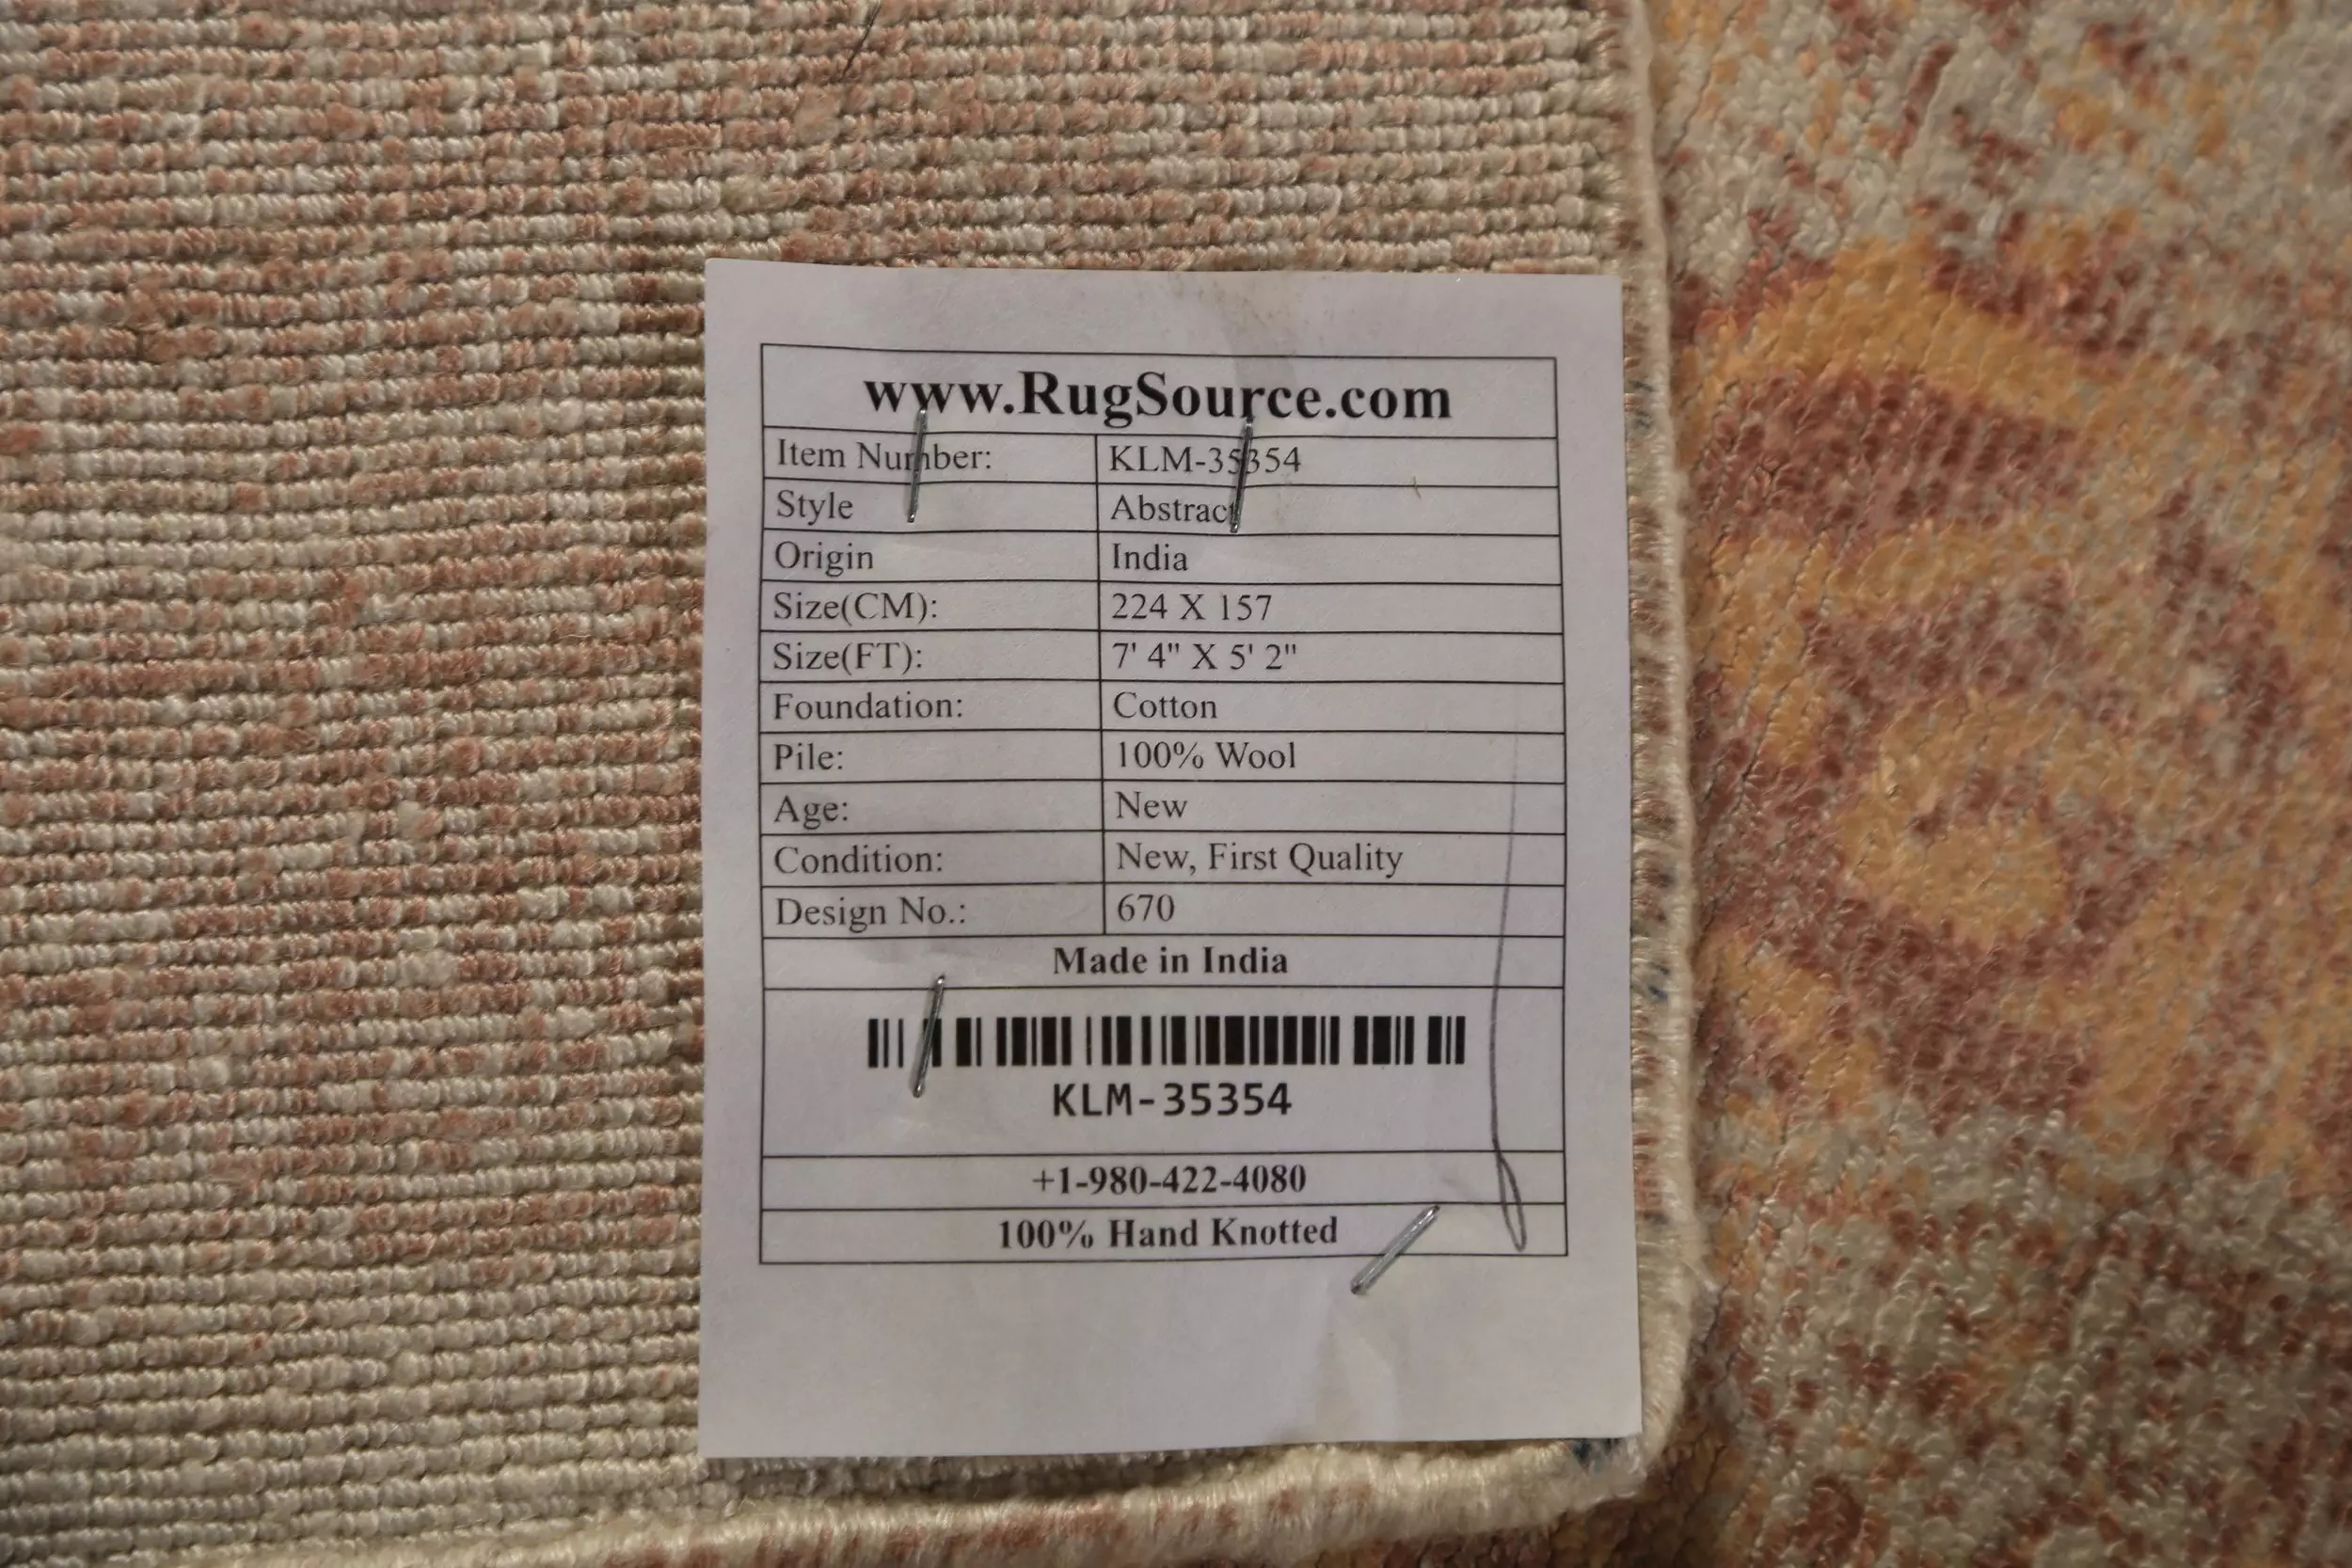 www.RugSource.com
Item Number: KLM-35354
Style Abstract
Origin India
Size(CM): 224 X 157
Size(FT): 7' 4" X 5' 2"
Foundation: Cotton
Pile: 100% Wool
Age: New
Condition: New, First Quality
Design No.: 670
Made in India
KLM-35354
+1-980-422-4080
100% Hand Knotted